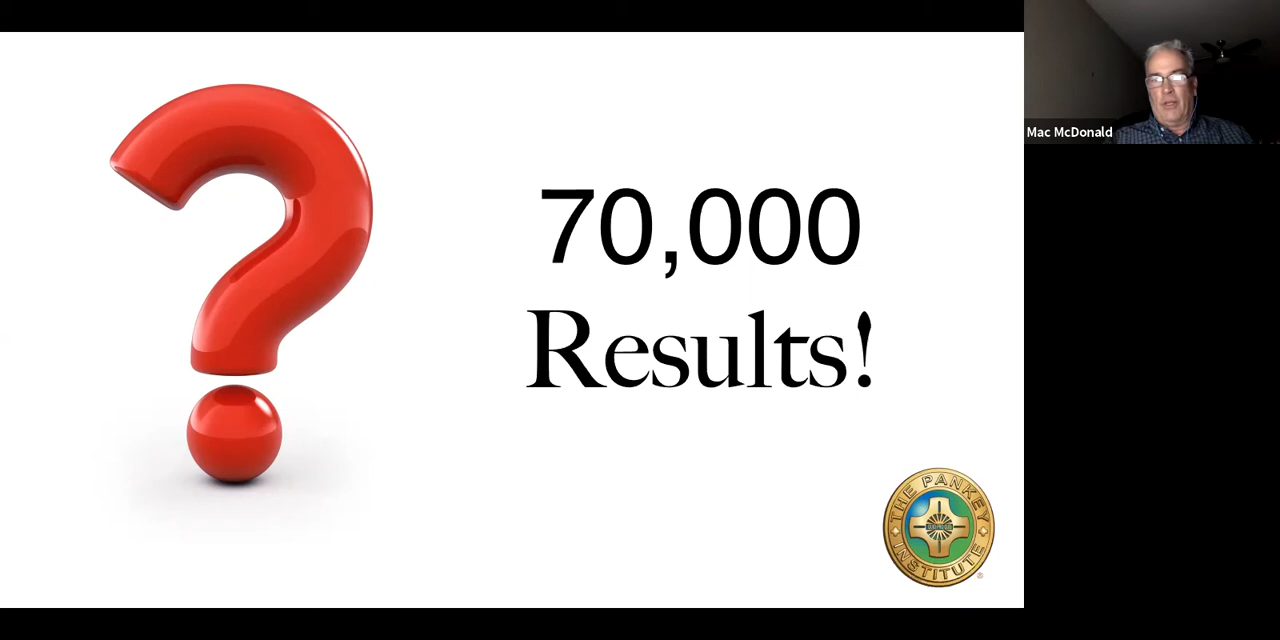 70,000
Results!
THE PANKEY
INSTITUTE
®
Mac McDonald